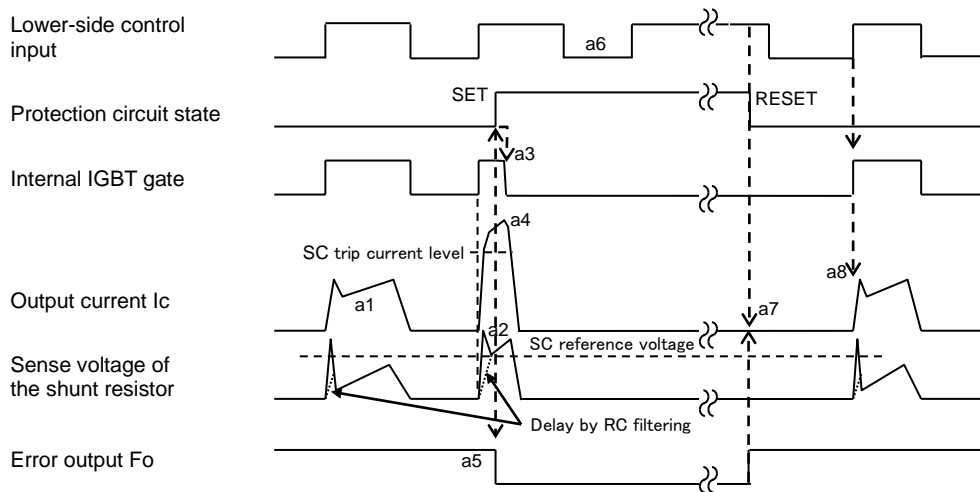 Lower-side control
input
a6
SET
RESET
Protection circuit state
a3
Internal IGBT gate
a4
SC trip current level
a8
Output current Ic
a1
a7
a2
SC reference voltage
Sense voltage of
the shunt resistor
Delay by RC filtering
Error output Fo
a5